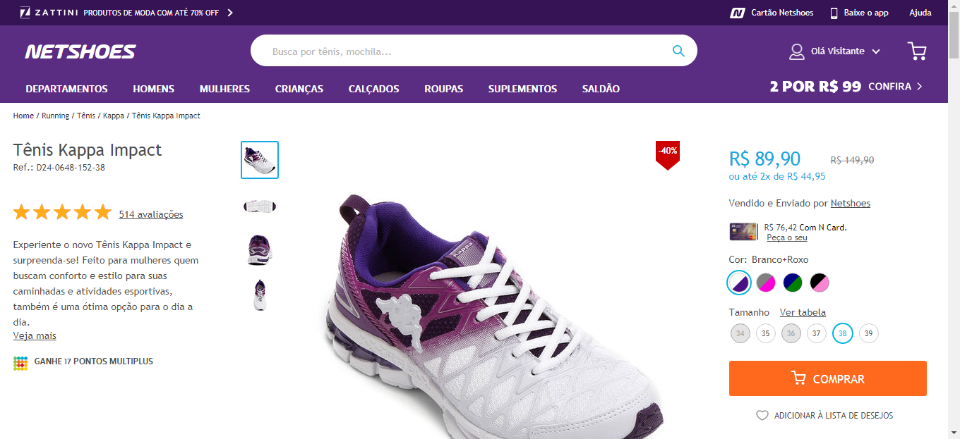 ZATTINI PRODUTOS DE MODA COM ATÉ 70% OFF
Cartão Netshoes
Baixe o app
Ajuda
NETSHOES
Busca por tênis, mochila...
Olá Visitante
DEPARTAMENTOS HOMENS MULHERES CRIANÇAS CALÇADOS ROUPAS SUPLEMENTOS SALDÃO
2 POR R$ 99 CONFIRA
Home / Running / Tênis / Kappa / Tênis Kappa Impact
Tênis Kappa Impact
Ref.: D24-0648-152-38
514 avaliações
Experiente o novo Tênis Kappa Impact e
surpreenda-se! Feito para mulheres que
buscam conforto e estilo para suas
caminhadas e atividades esportivas,
também é uma ótima opção para o dia a
dia.
Veja mais
GANHE 17 PONTOS MULTIPLUS
-40%
R$ 89,90 R$ 149,90
ou até 2x de R$ 44,95
Vendido e Enviado por Netshoes
R$ 76,42 Com N Card.
Peça o seu
Cor: Branco+Roxo
Tamanho Ver tabela
34 35 36 37 38 39
COMPRAR
ADICIONAR À LISTA DE DESEJOS